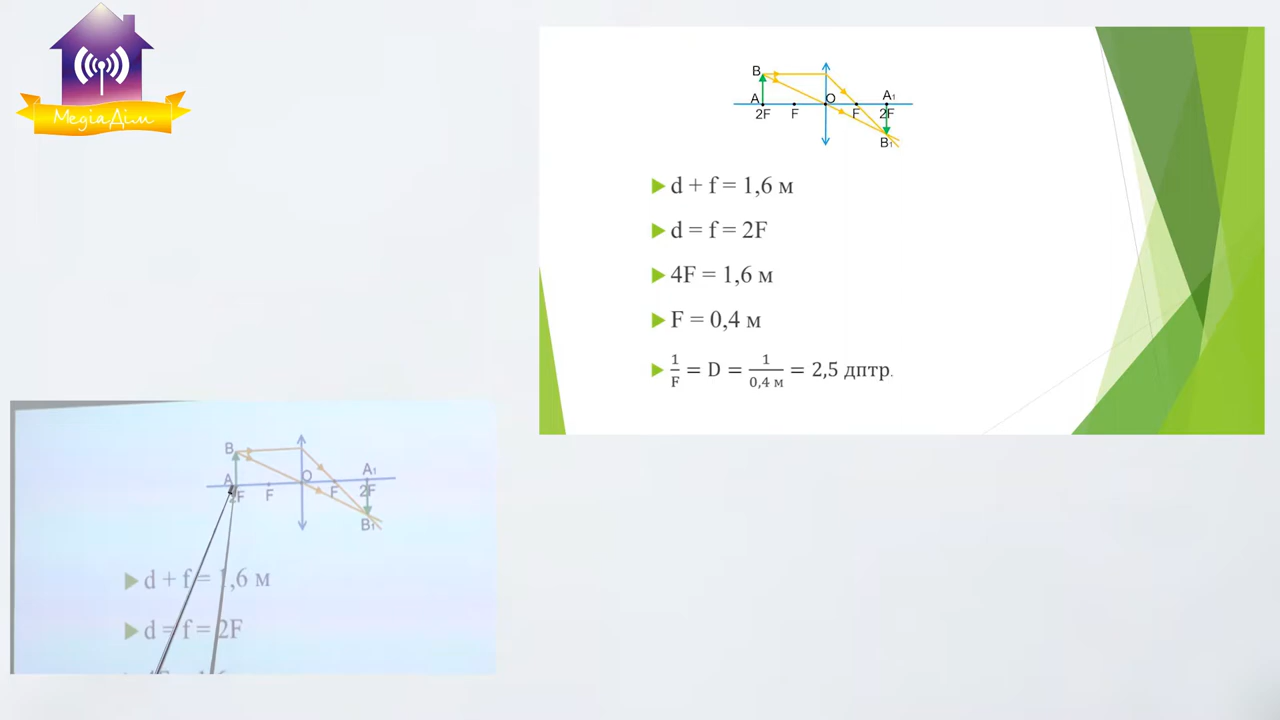 МедіаДім
B
A
O
A₁
2F
F
F
2F
B₁
d + f = 1,6 м
d = f = 2F
4F = 1,6 м
F = 0,4 м
1/F = D = 1/0,4 м = 2,5 дптр.
B
A
O
A₁
2F
F
F
2F
B₁
d + f = 1,6 м
d = f = 2F